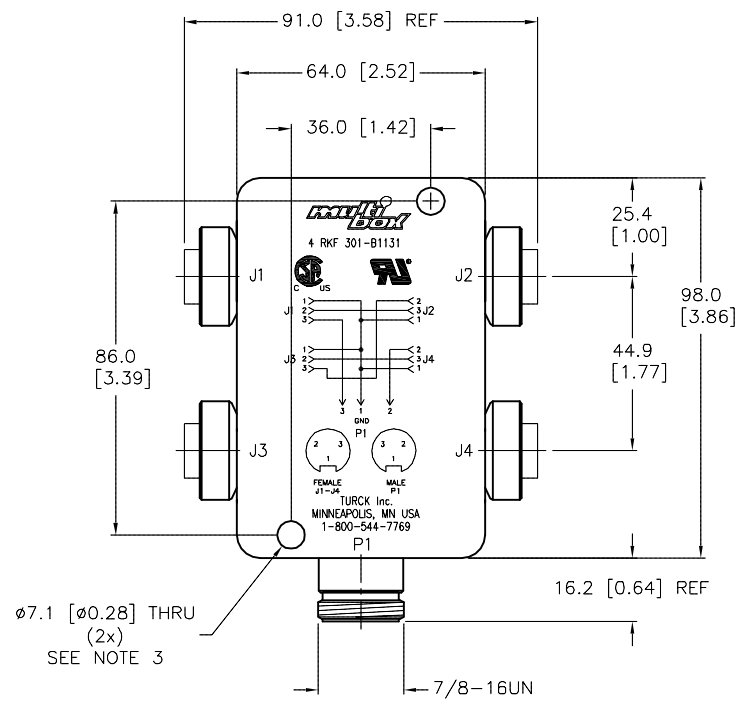 91.0 [3.58] REF
64.0 [2.52]
36.0 [1.42]
multi
box
4 RKF 301-B1131
25.4
[1.00]
SA
C US
J1
J2
1 2
J1 2 3 J2
3 1
98.0
[3.86]
86.0
[3.39]
44.9
[1.77]
1 2
J3 2 3 J4
3 1
3 1 2
GND
P1
J3
J4
2 3
1
3 2
1
FEMALE
J1-J4
MALE
P1
TURCK Inc.
MINNEAPOLIS, MN USA
1-800-544-7769
P1
16.2 [0.64] REF
ø7.1 [ø0.28] THRU
(2x)
SEE NOTE 3
7/8-16UN